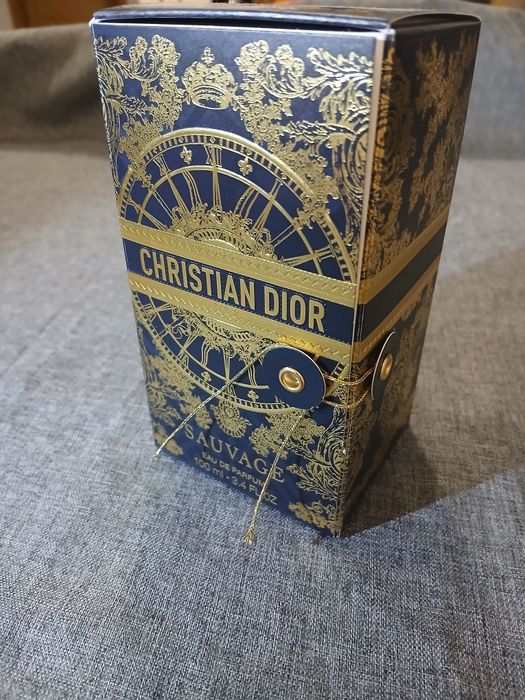 CHRISTIAN DIOR
SAUVAGE
EAU DE PARFUM
100 ml - 3.4 Fl. OZ